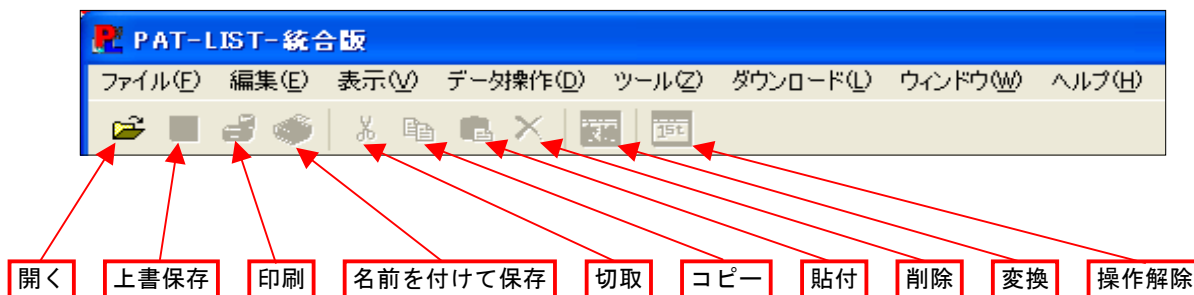 PAT-LIST-統合版
ファイル(F) 編集(E) 表示(V) データ操作(D) ツール(Z) ダウンロード(L) ウィンドウ(W) ヘルプ(H)
1st
開く 上書保存 印刷 名前を付けて保存 切取 コピー 貼付 削除 変換 操作解除